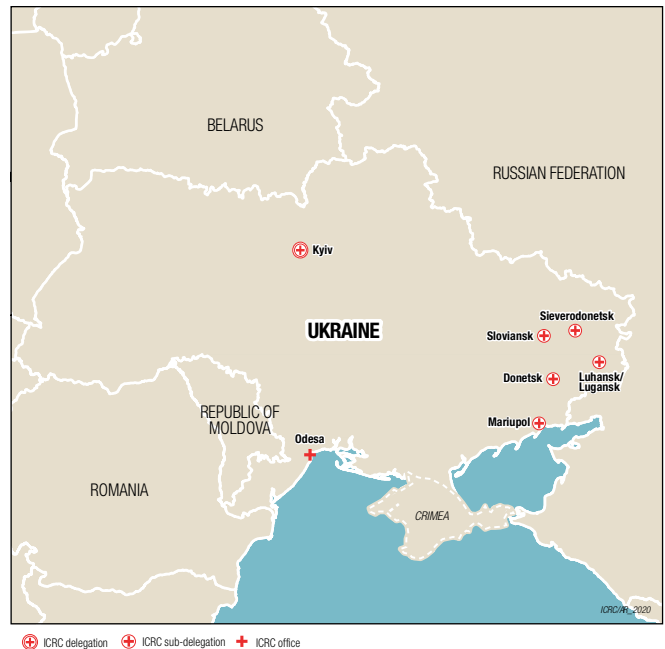 BELARUS
RUSSIAN FEDERATION
Kyiv
Sieverodonetsk
UKRAINE
Sloviansk
Donetsk
Luhansk/
Lugansk
REPUBLIC OF
MOLDOVA
Mariupol
Odesa
ROMANIA
CRIMEA
ICRC/AR_2020
ICRC delegation ICRC sub-delegation ICRC office